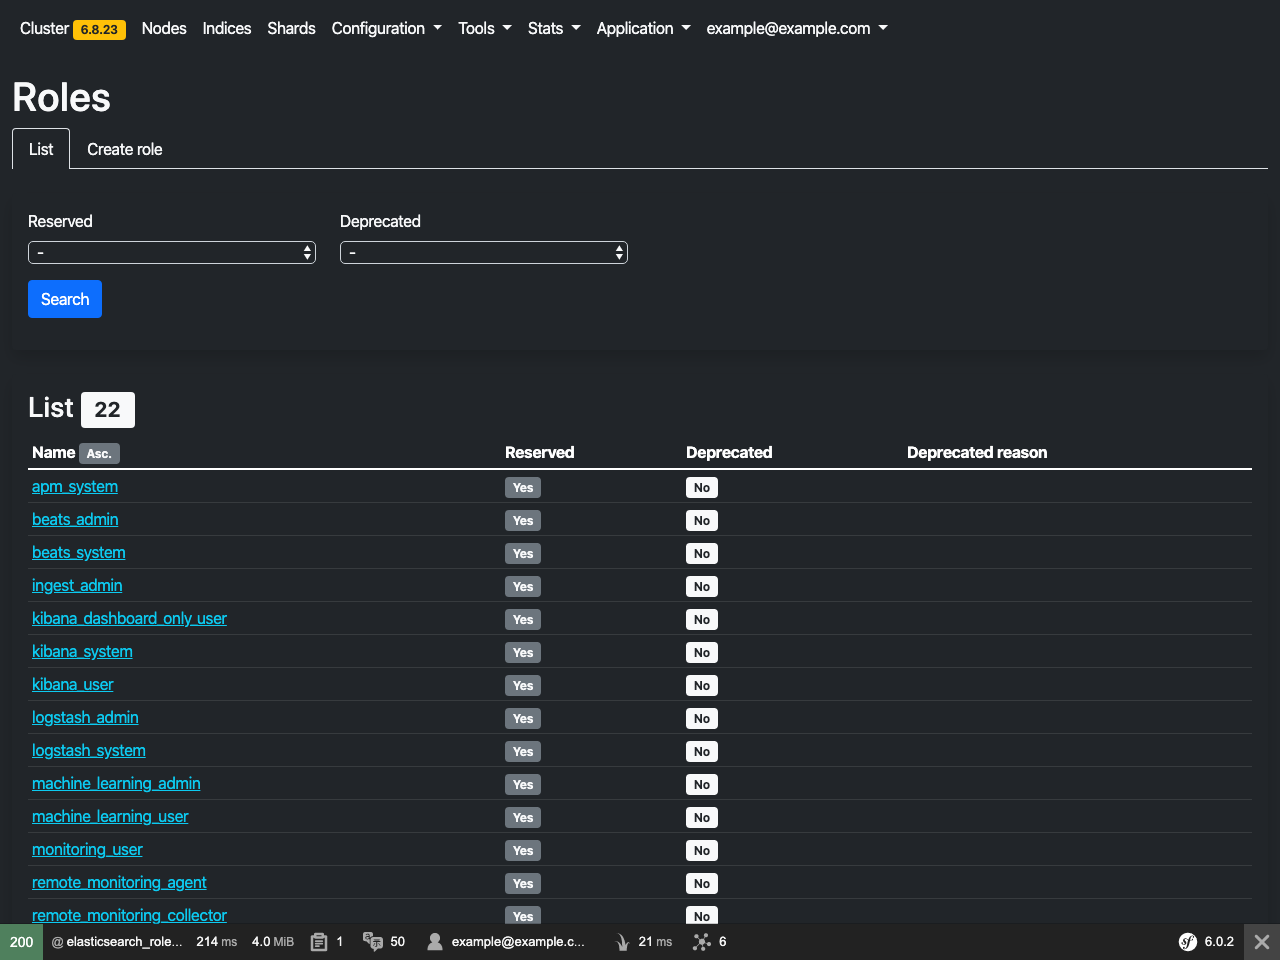 Cluster 6.8.23 Nodes Indices Shards Configuration Tools Stats Application example@example.com
Roles
List Create role
Reserved Deprecated
- -
Search
List 22
Name Asc. Reserved Deprecated Deprecated reason
apm_system Yes No
beats_admin Yes No
beats_system Yes No
ingest_admin Yes No
kibana_dashboard_only_user Yes No
kibana_system Yes No
kibana_user Yes No
logstash_admin Yes No
logstash_system Yes No
machine_learning_admin Yes No
machine_learning_user Yes No
monitoring_user Yes No
remote_monitoring_agent Yes No
remote_monitoring_collector Yes No
200 @ elasticsearch_role... 214 ms 4.0 MiB 1 50 example@example.c... 21 ms 6 6.0.2